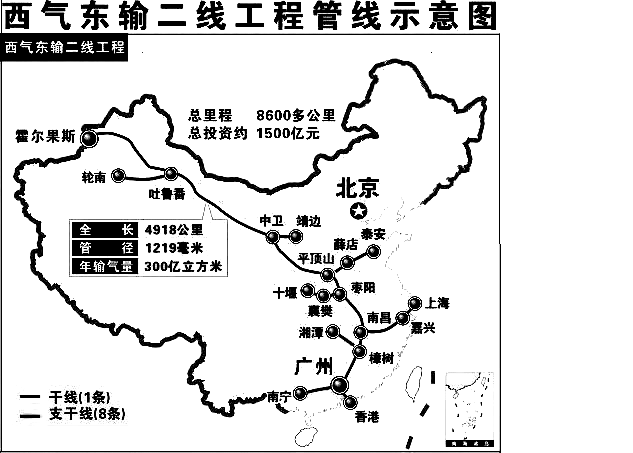 西气东输二线工程管线示意图
西气东输二线工程
总里程 8600多公里
总投资约 1500亿元
霍尔果斯
轮南
吐鲁番
北京
全长 4918公里
管径 1219毫米
年输气量 300亿立方米
中卫
靖边
泰安
薛店
平顶山
十堰
襄樊
枣阳
上海
南昌
嘉兴
湘潭
樟树
广州
南宁
香港
干线(1条)
支干线(8条)